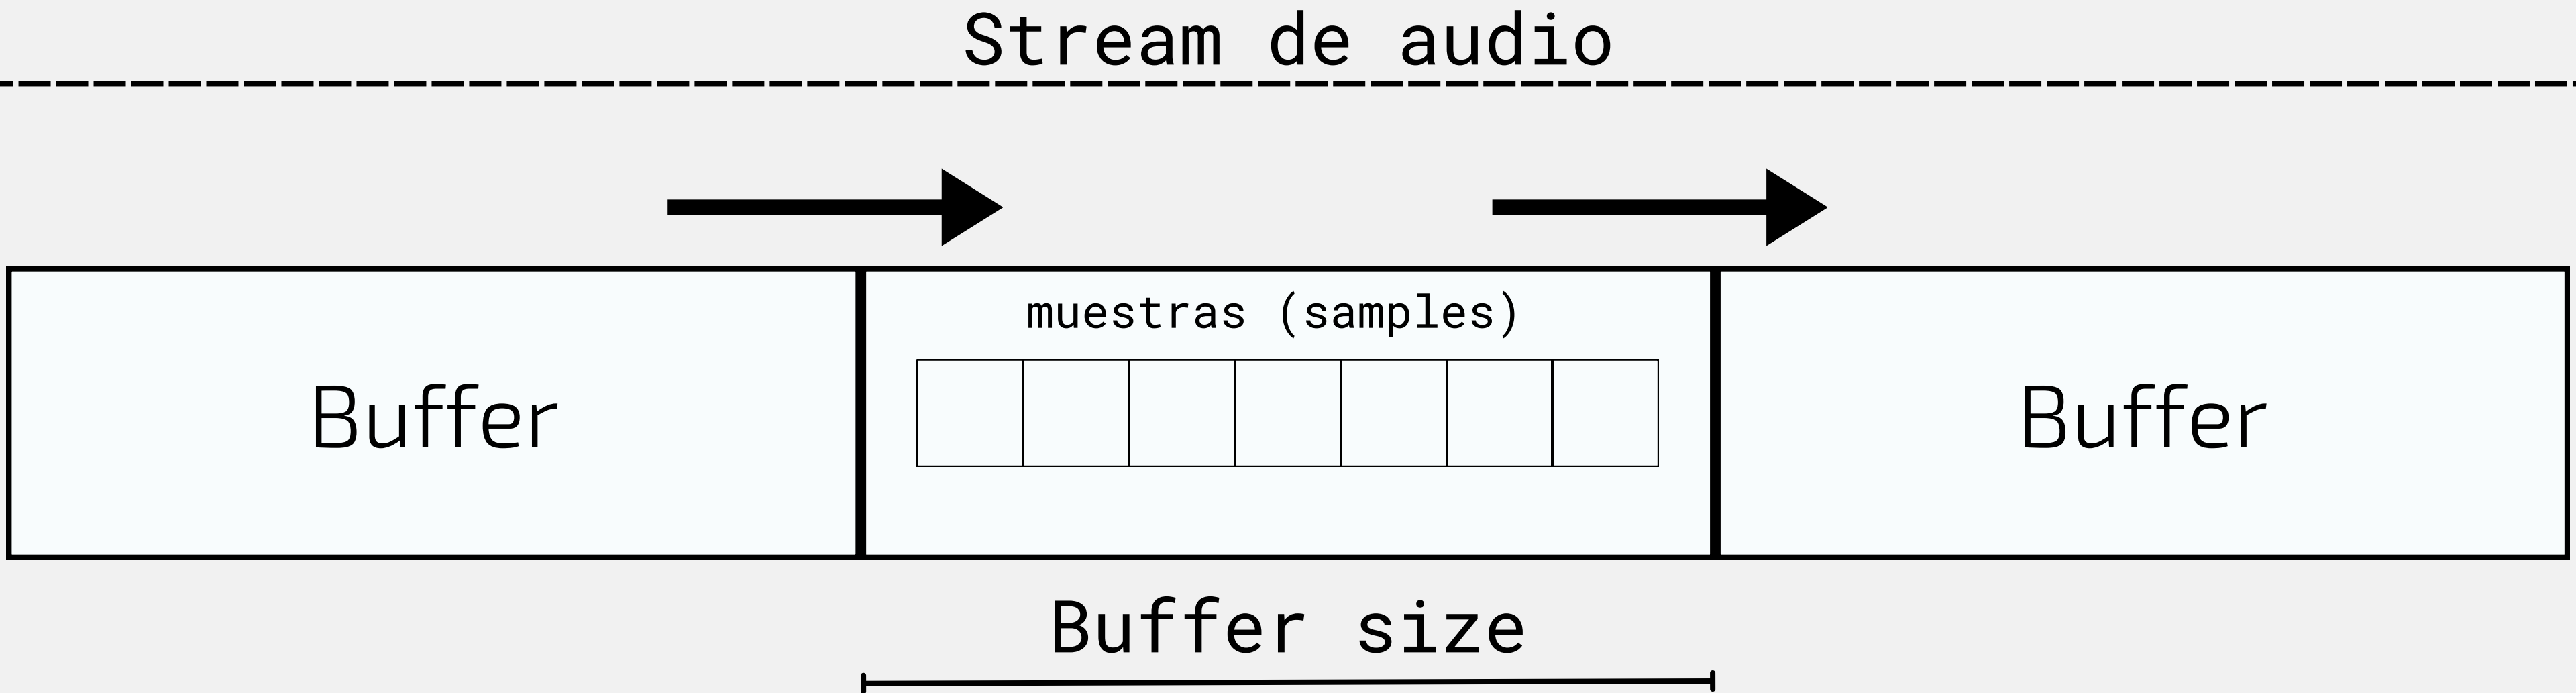 Stream de audio
muestras (samples)
Buffer
Buffer
Buffer size